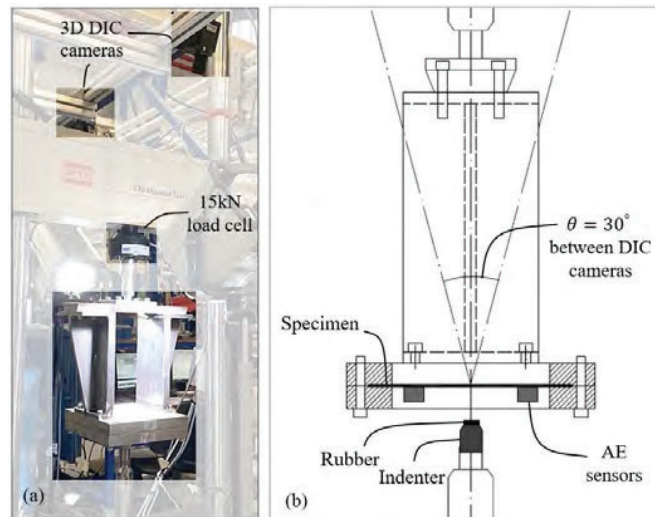 3D DIC
cameras
15kN
load cell
(a)
θ = 30°
between DIC
cameras
Specimen
Rubber
Indenter
AE
sensors
(b)